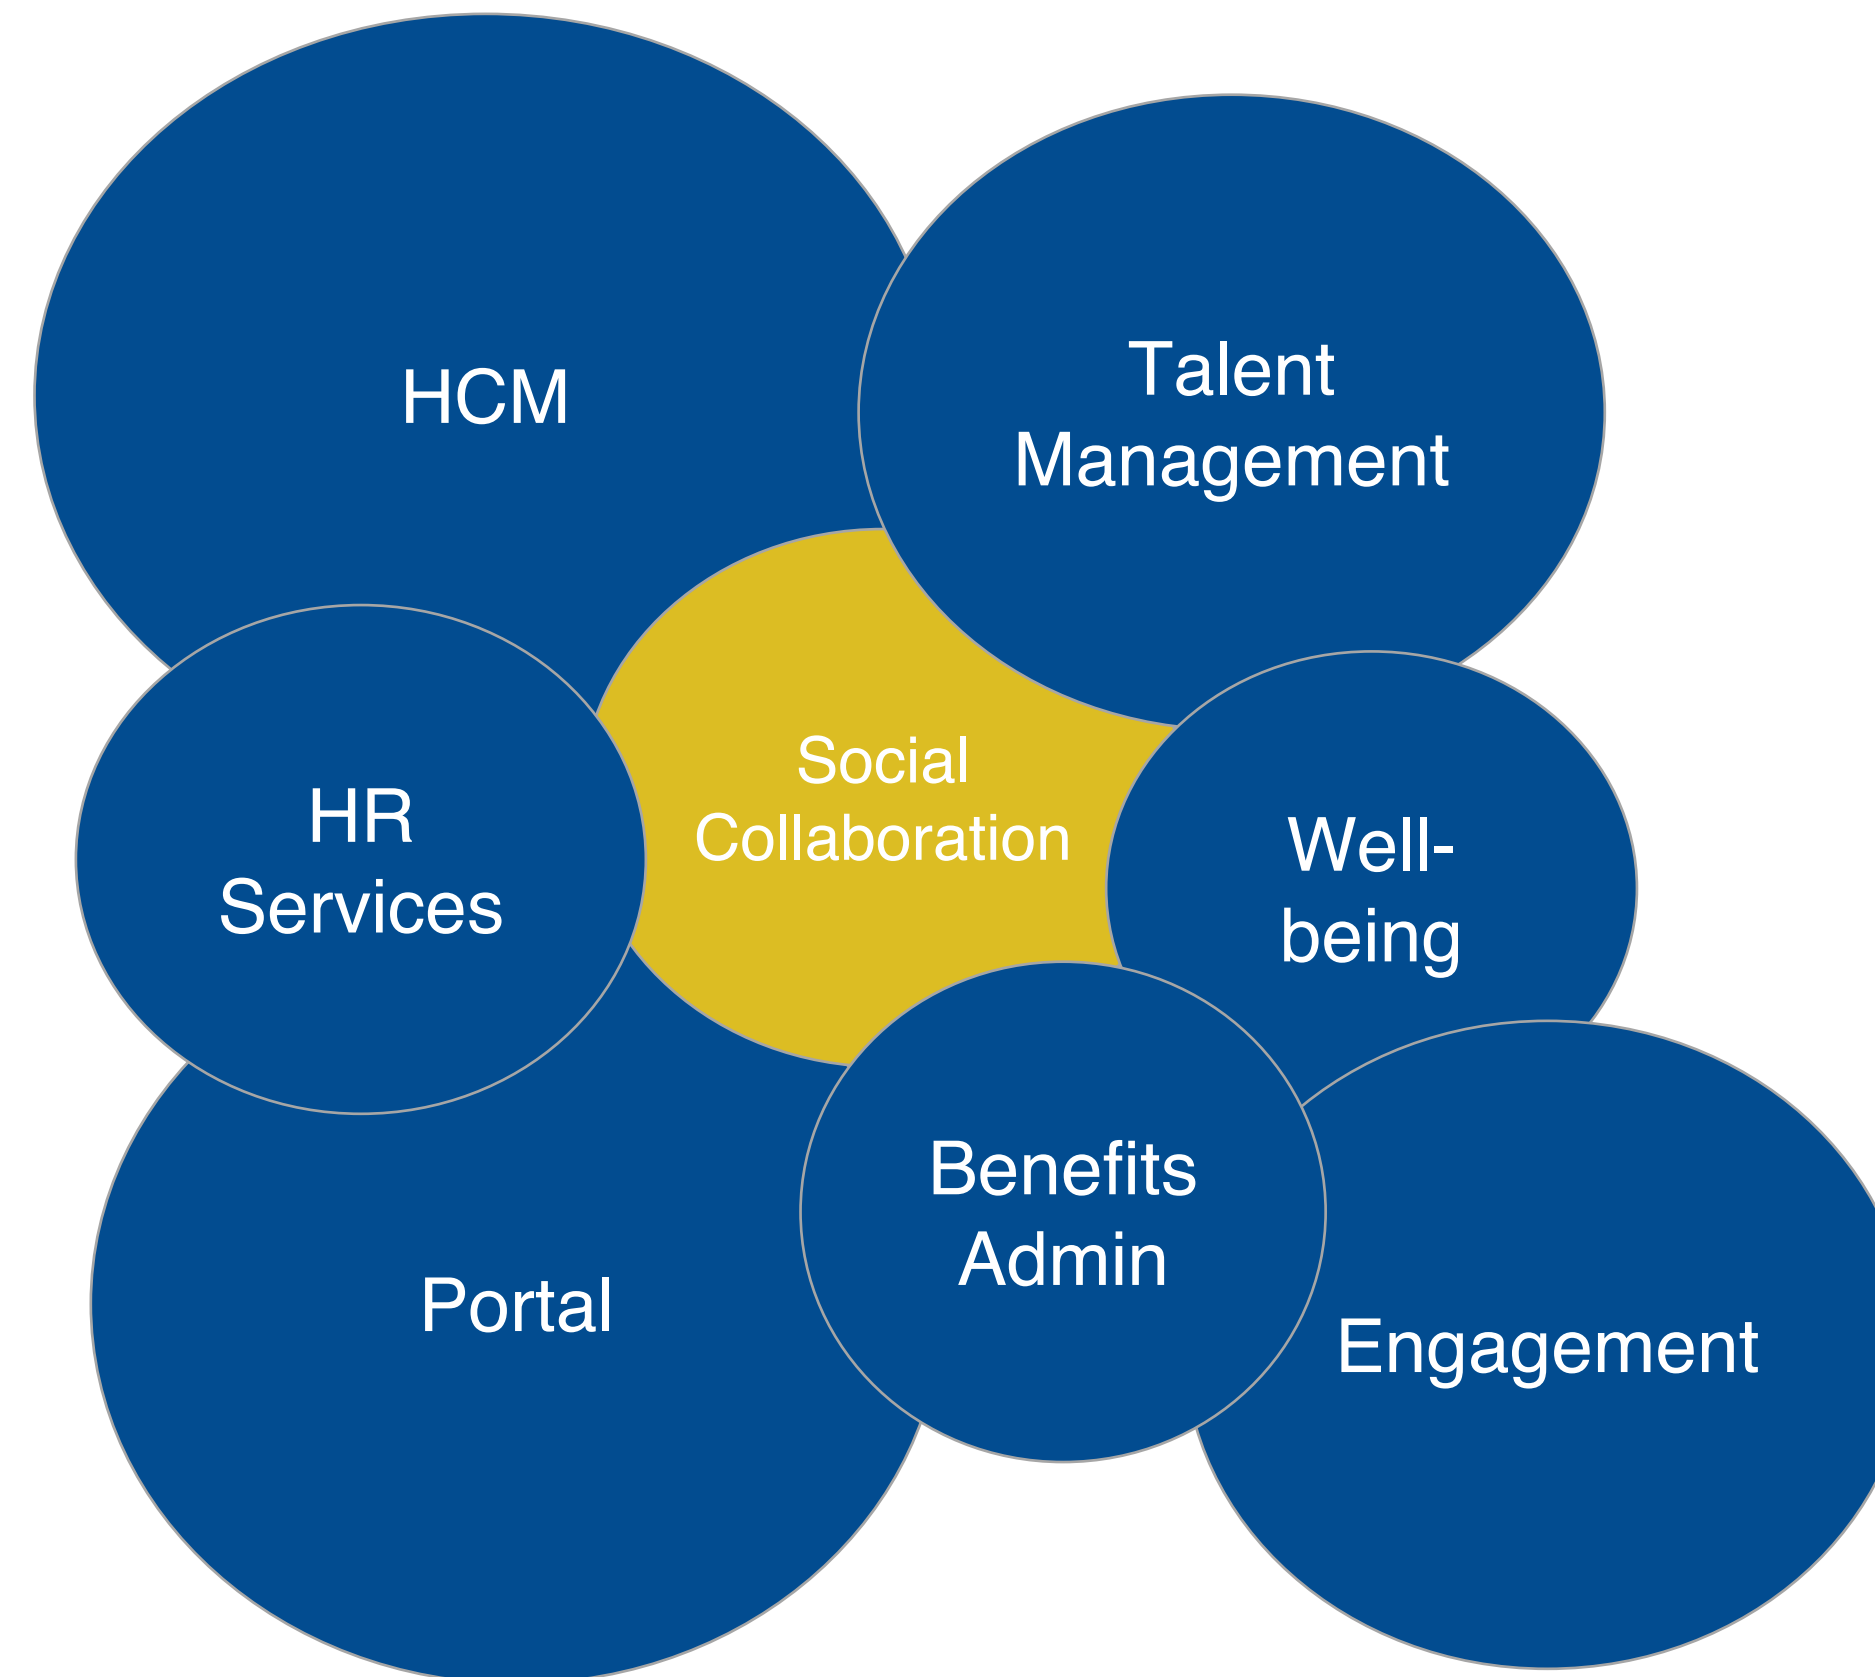 HCM
Talent
Management
Social
Collaboration
HR
Services
Well-
being
Benefits
Admin
Portal
Engagement